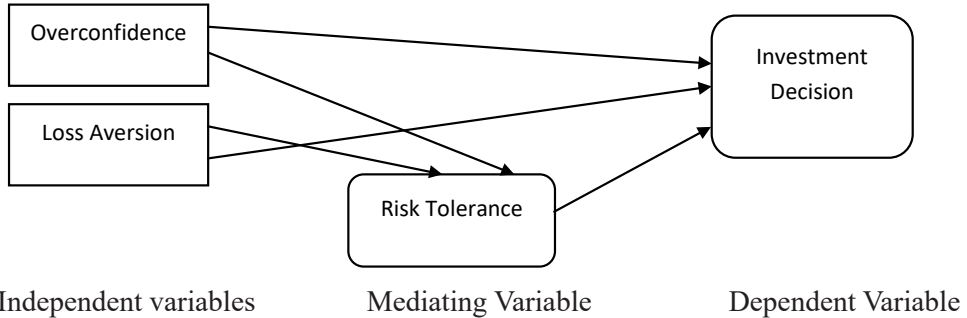 Overconfidence
Investment
Decision
Loss Aversion
Risk Tolerance
Independent variables
Mediating Variable
Dependent Variable